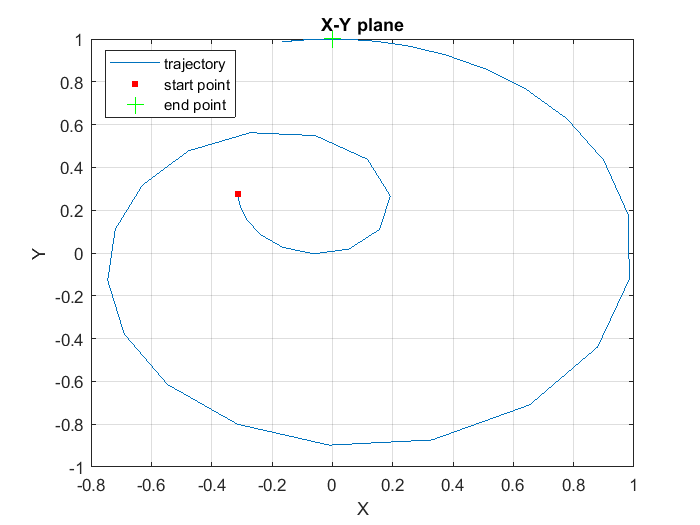 X-Y plane
trajectory
start point
end point
1
0.8
0.6
0.4
0.2
0
-0.2
-0.4
-0.6
-0.8
-1
Y
-0.8 -0.6 -0.4 -0.2 0 0.2 0.4 0.6 0.8 1
X